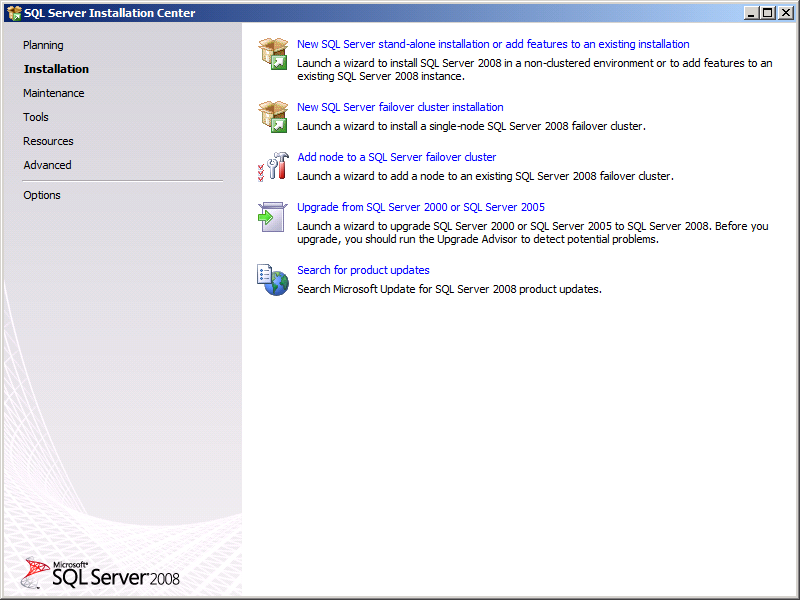 SQL Server Installation Center
Planning
Installation
Maintenance
Tools
Resources
Advanced
Options
New SQL Server stand-alone installation or add features to an existing installation
Launch a wizard to install SQL Server 2008 in a non-clustered environment or to add features to an
existing SQL Server 2008 instance.
New SQL Server failover cluster installation
Launch a wizard to install a single-node SQL Server 2008 failover cluster.
Add node to a SQL Server failover cluster
Launch a wizard to add a node to an existing SQL Server 2008 failover cluster.
Upgrade from SQL Server 2000 or SQL Server 2005
Launch a wizard to upgrade SQL Server 2000 or SQL Server 2005 to SQL Server 2008. Before you
upgrade, you should run the Upgrade Advisor to detect potential problems.
Search for product updates
Search Microsoft Update for SQL Server 2008 product updates.
Microsoft®
SQL Server 2008